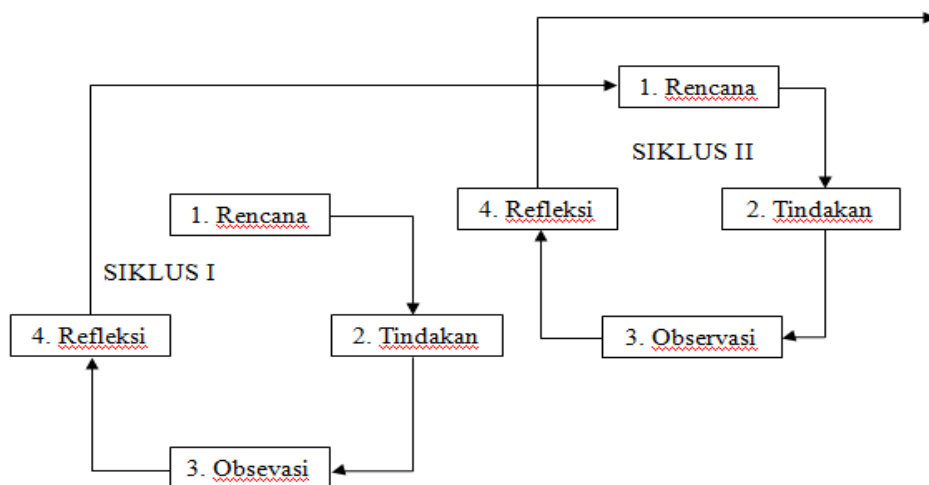 1. Rencana
SIKLUS II
4. Refleksi
2. Tindakan
3. Observasi
1. Rencana
SIKLUS I
4. Refleksi
2. Tindakan
3. Obsevasi